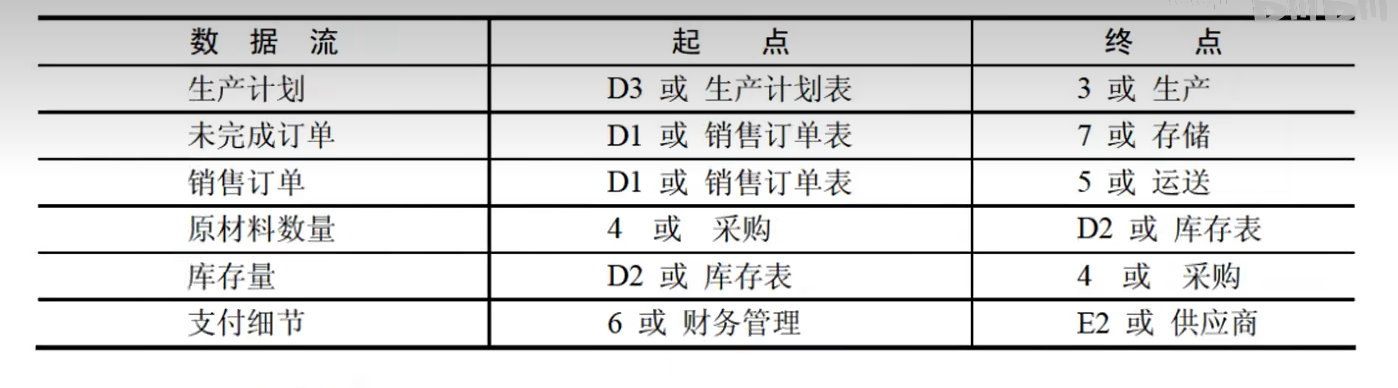 数 据 流 起 点 终 点
生产计划 D3 或 生产计划表 3 或 生产
未完成订单 D1 或 销售订单表 7 或 存储
销售订单 D1 或 销售订单表 5 或 运送
原材料数量 4 或 采购 D2 或 库存表
库存量 D2 或 库存表 4 或 采购
支付细节 6 或 财务管理 E2 或 供应商